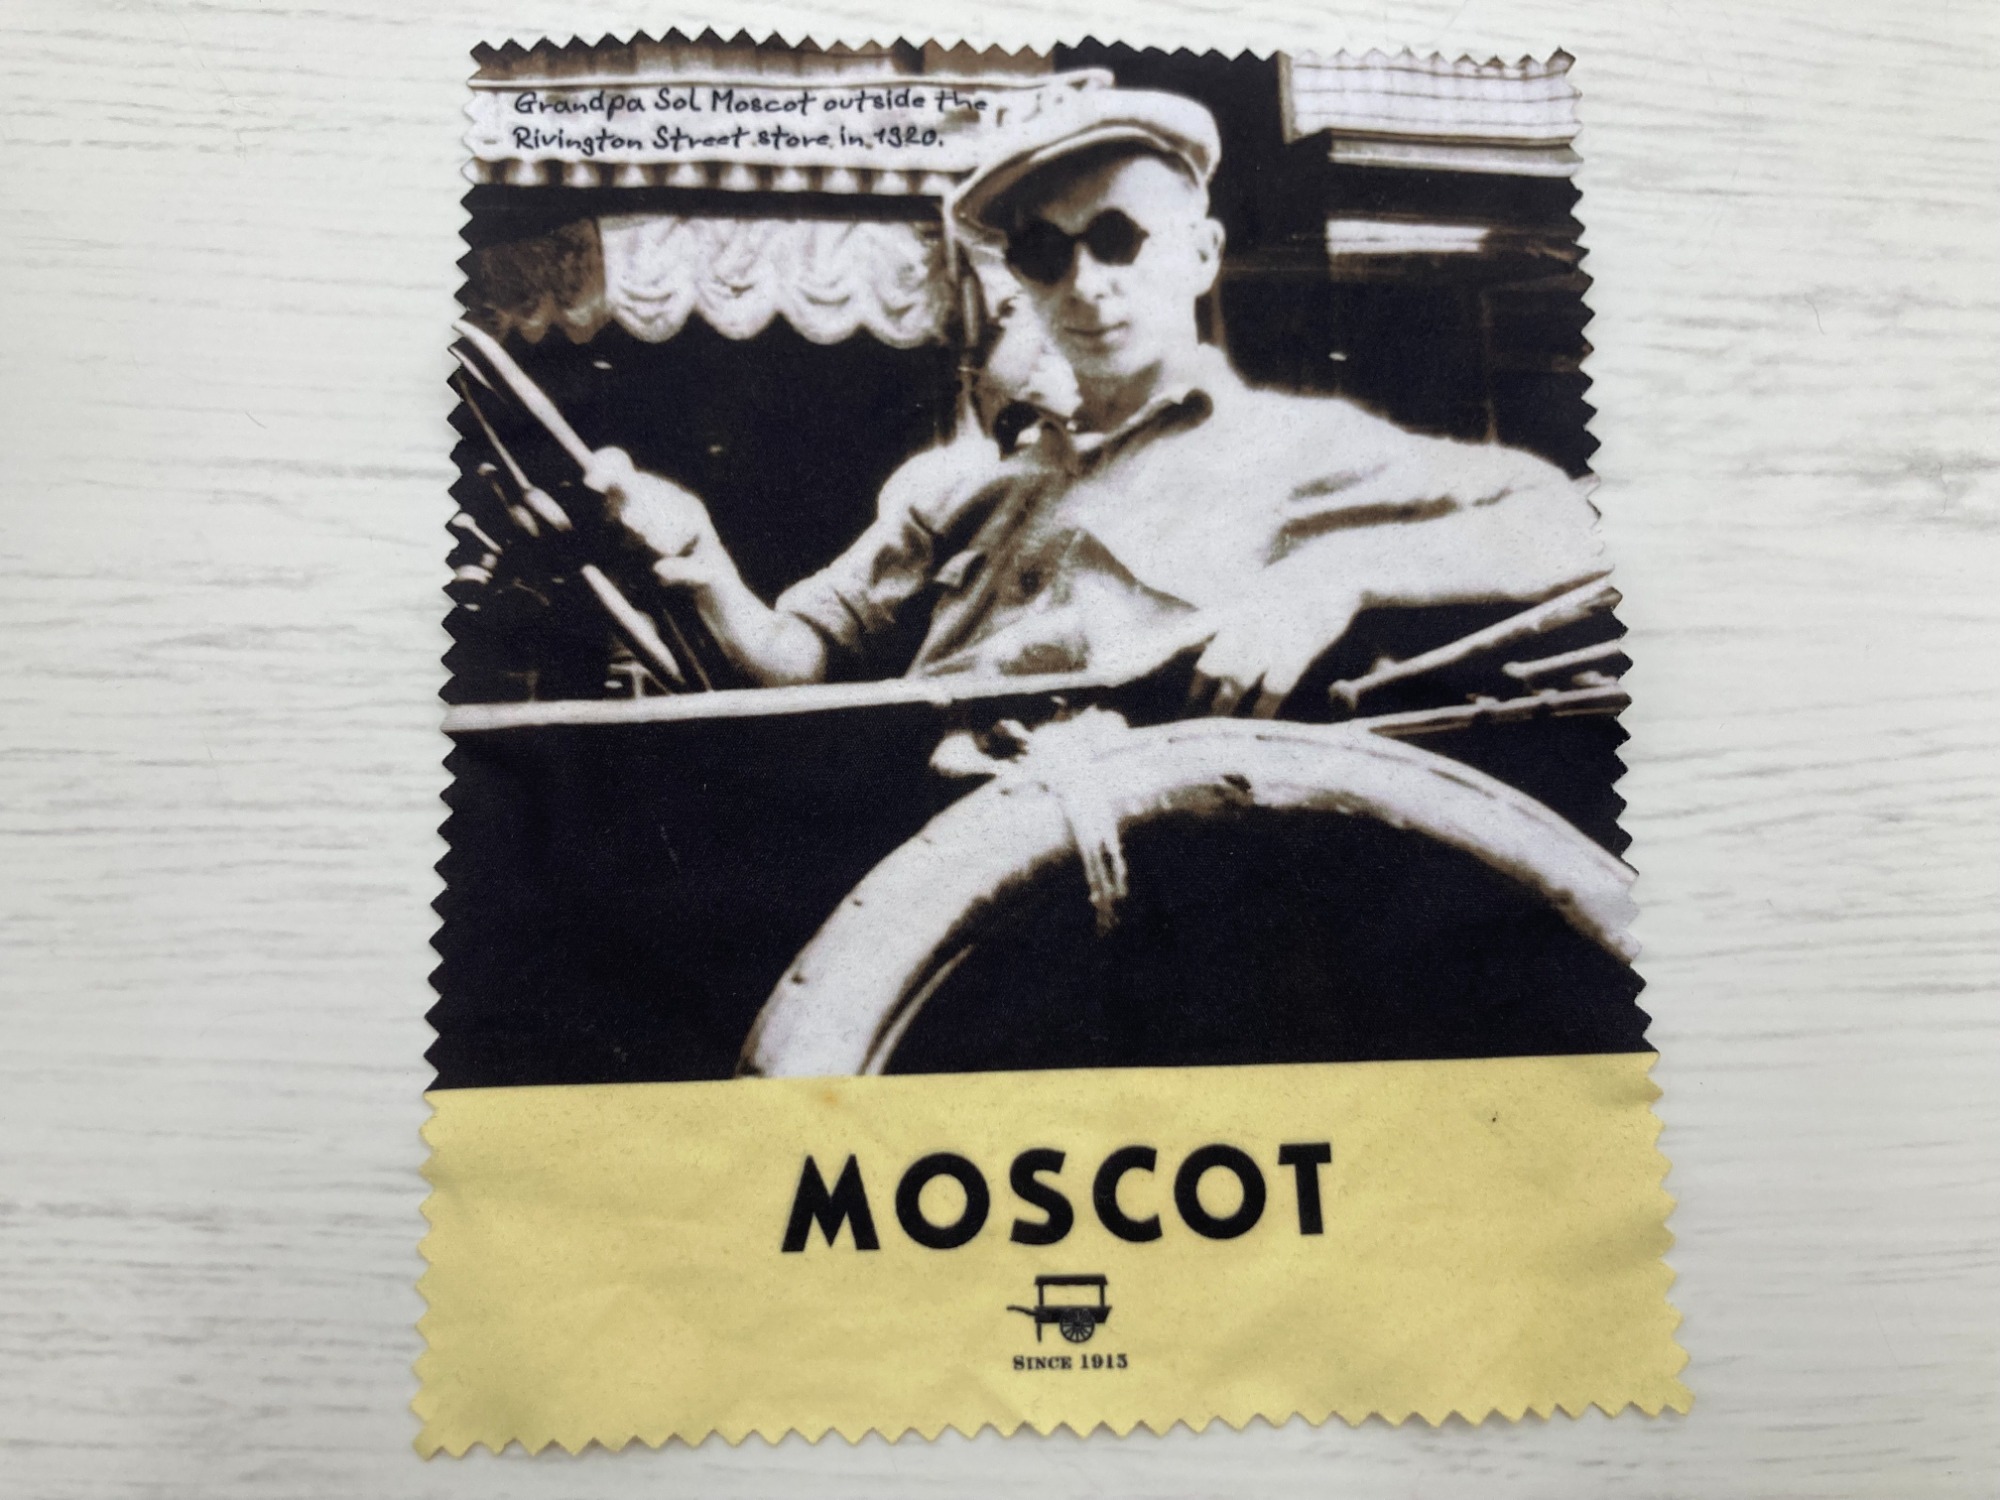 Grandpa Sol Moscot outside the
Rivington Street store in 1920.
MOSCOT
SINCE 1915